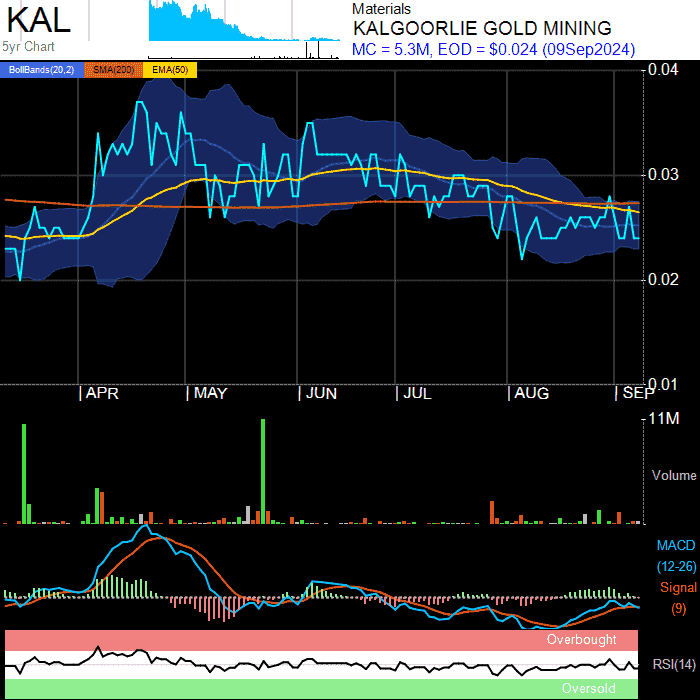 KAL
5yr Chart
Materials
KALGOORLIE GOLD MINING
MC = 5.3M, EOD = $0.024 (09Sep2024)
BollBands(20,2) SMA(200) EMA(50)
0.04
0.03
0.02
0.01
APR MAY JUN JUL AUG SEP
11M
Volume
MACD
(12-26)
Signal
(9)
Overbought
RSI(14)
Oversold